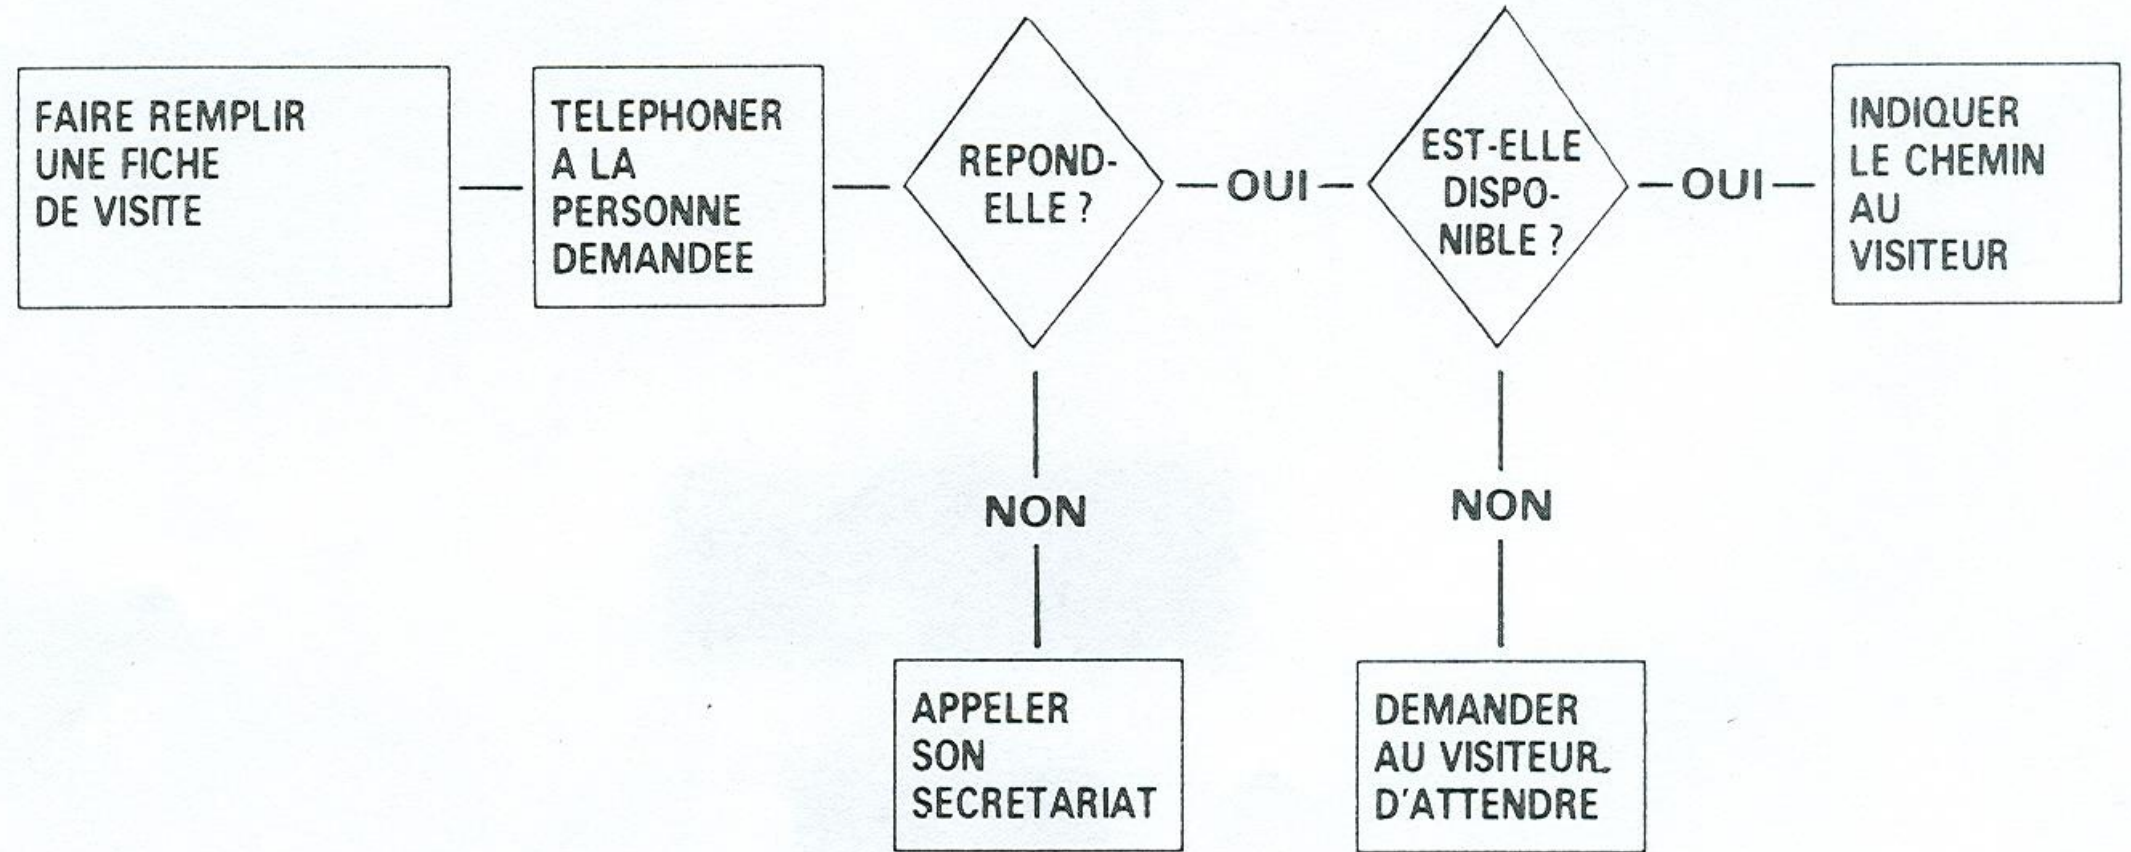 FAIRE REMPLIR
UNE FICHE
DE VISITE
TELEPHONER
A LA
PERSONNE
DEMANDEE
REPOND-
ELLE ?
OUI
EST-ELLE
DISPO-
NIBLE ?
OUI
INDIQUER
LE CHEMIN
AU
VISITEUR
NON
NON
APPELER
SON
SECRETARIAT
DEMANDER
AU VISITEUR
D'ATTENDRE